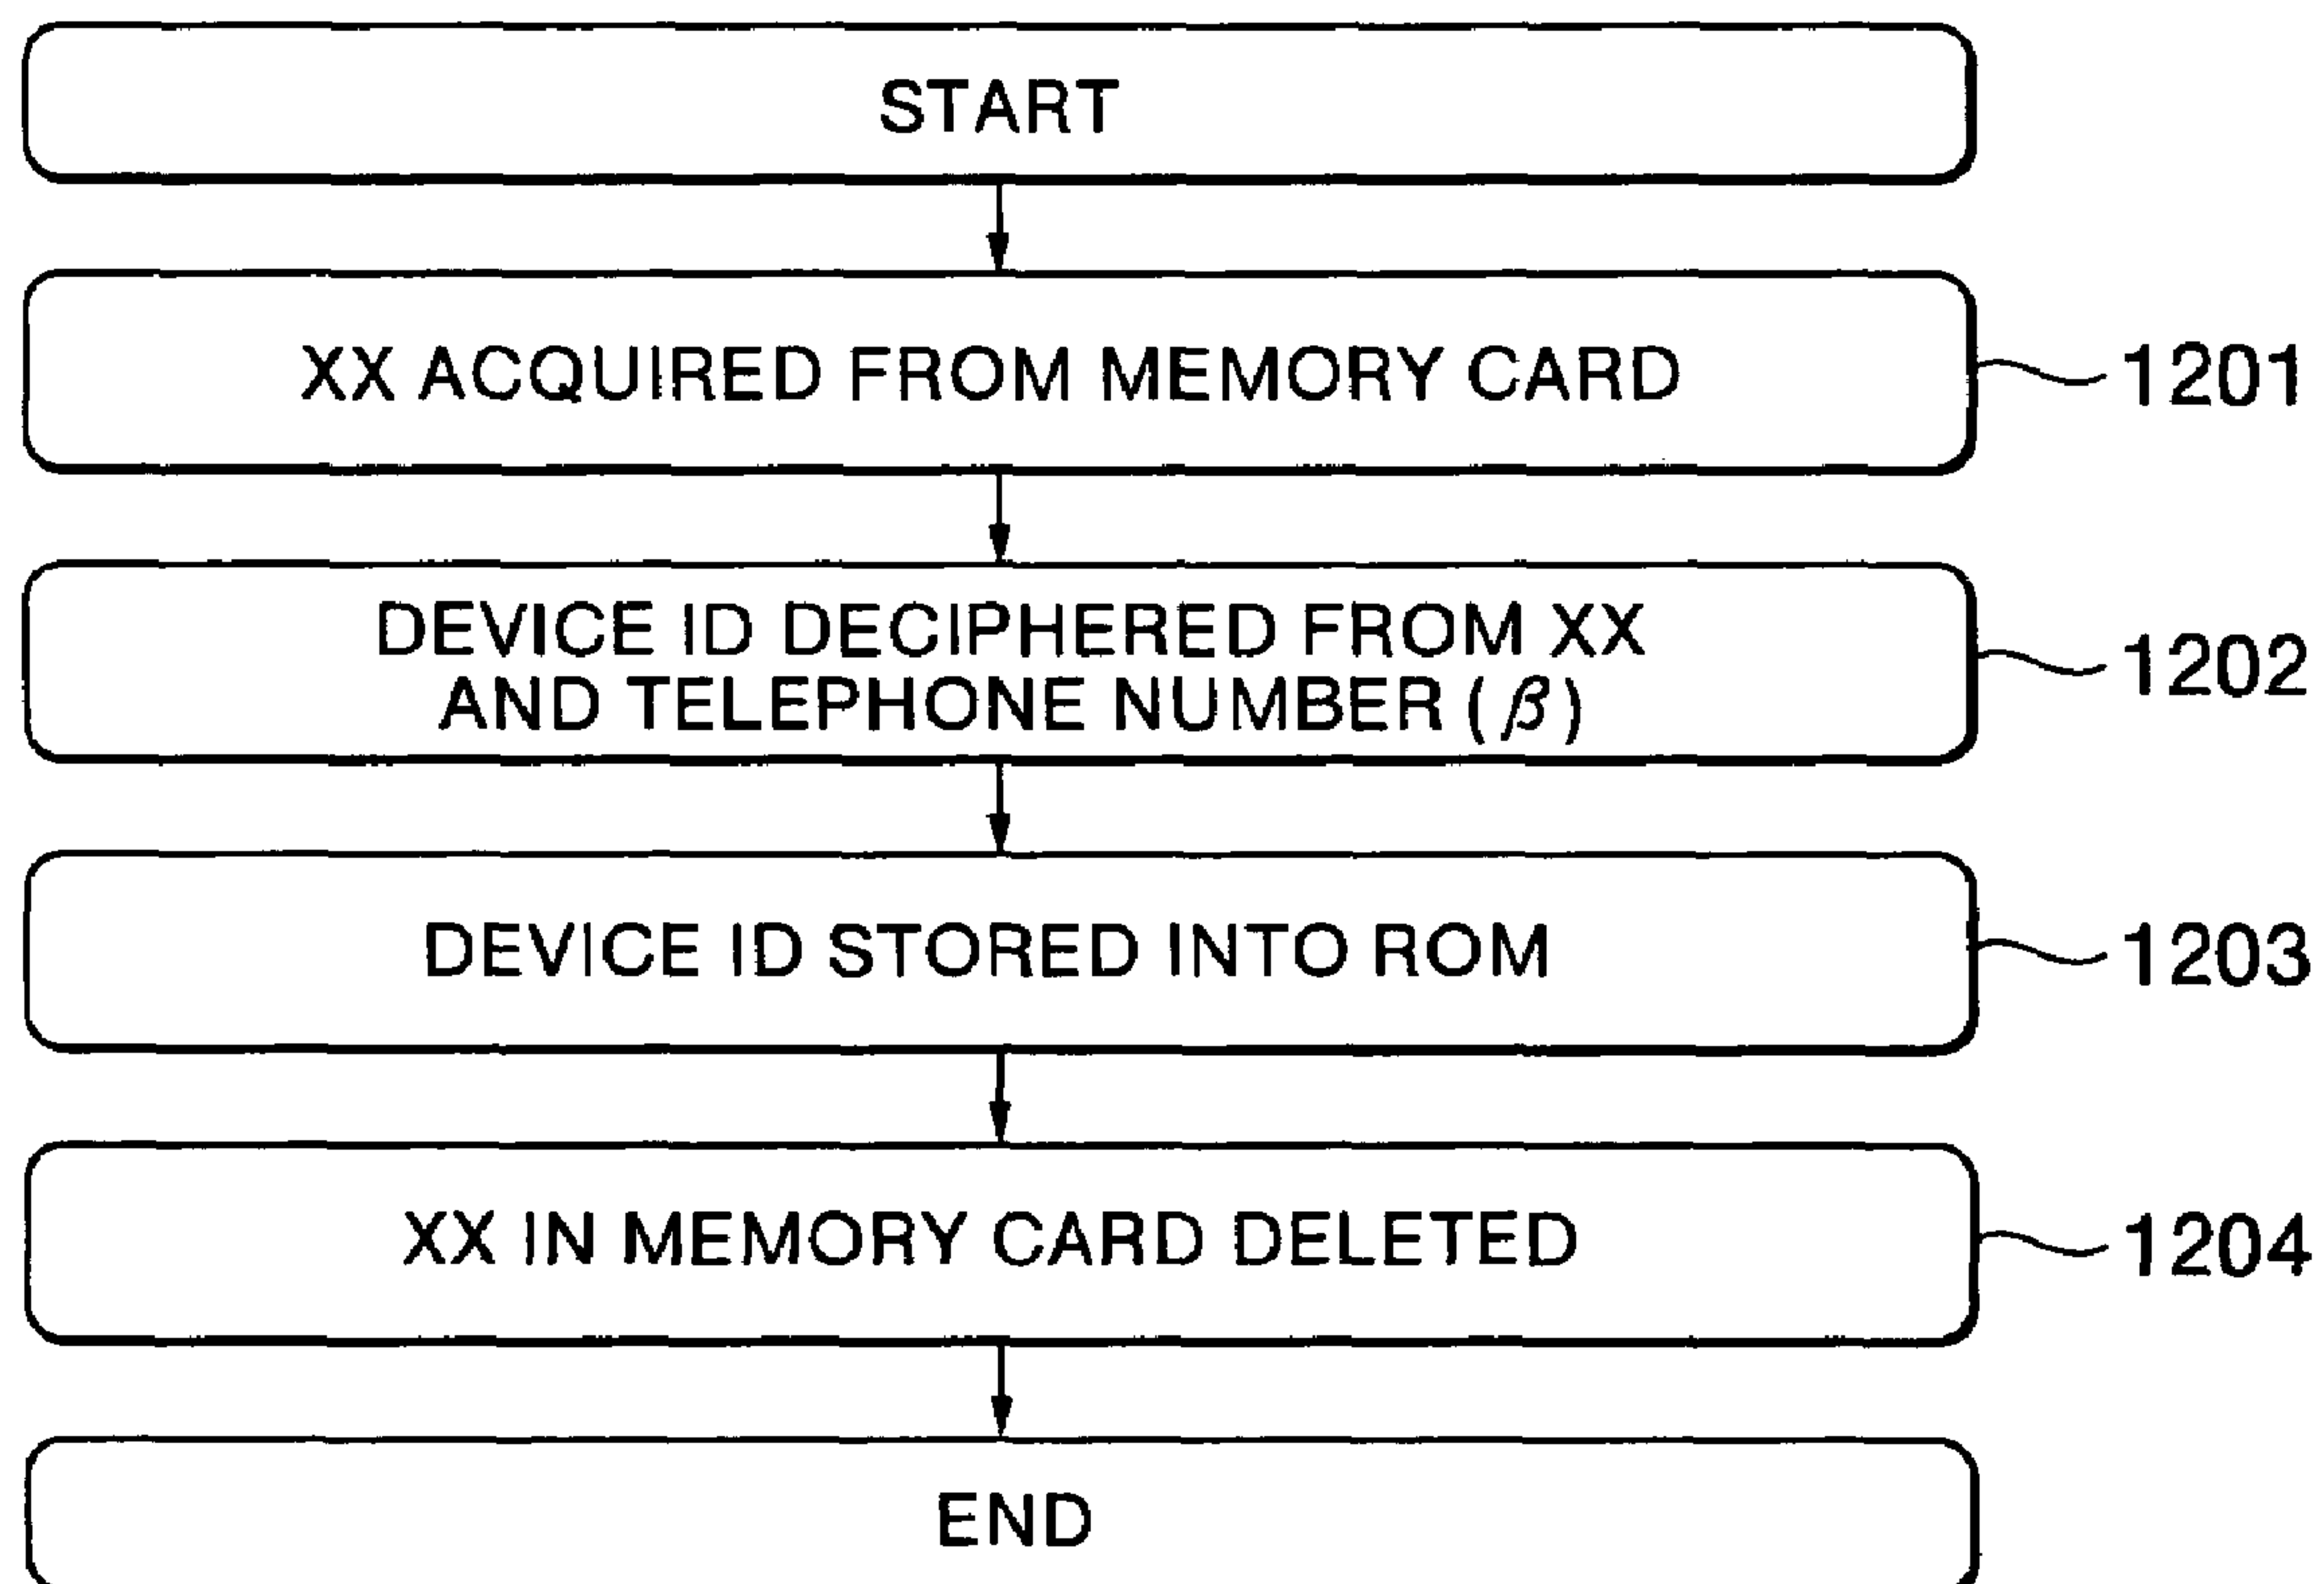 START
XX ACQUIRED FROM MEMORY CARD
1201
DEVICE ID DECIPHERED FROM XX
AND TELEPHONE NUMBER (β)
1202
DEVICE ID STORED INTO ROM
1203
XX IN MEMORY CARD DELETED
1204
END